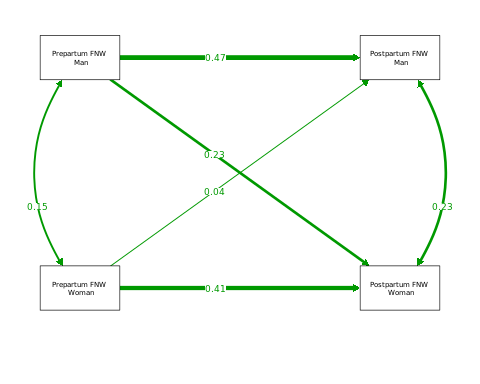 Prepartum FNW
Man
0.47
Postpartum FNW
Man
0.23
0.04
0.15
0.23
Prepartum FNW
Woman
0.41
Postpartum FNW
Woman